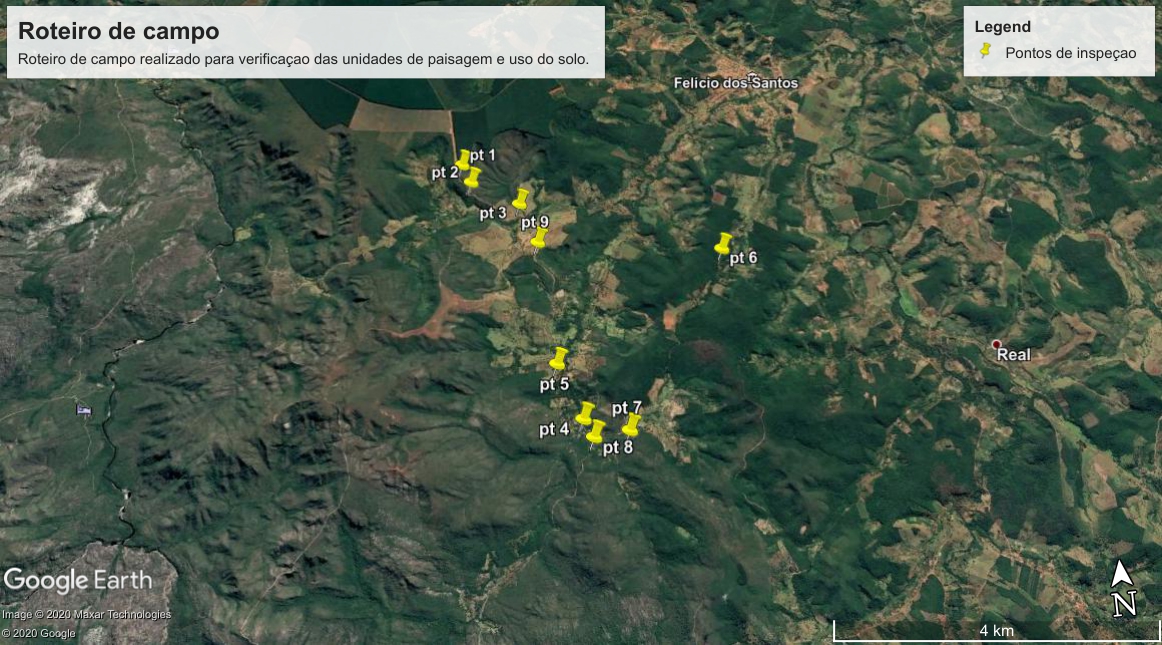 Roteiro de campo
Roteiro de campo realizado para verificaçao das unidades de paisagem e uso do solo.
Legend
Pontos de inspeçao
Felicio dos Santos
pt 1
pt 2
pt 3
pt 9
pt 6
Real
pt 5
pt 7
pt 4
pt 8
Google Earth
Image © 2020 Maxar Technologies
© 2020 Google
N
4 km